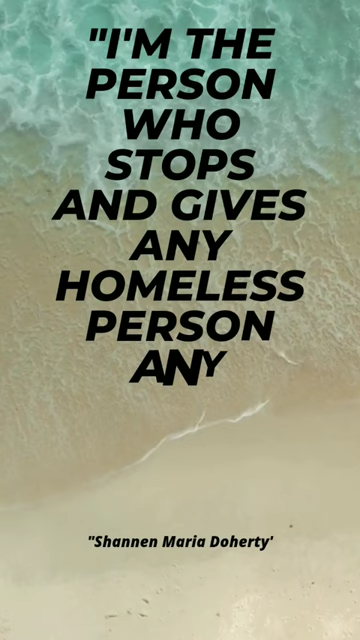 "I'M THE
PERSON
WHO
STOPS
AND GIVES
ANY
HOMELESS
PERSON
ANY
"Shannen Maria Doherty'